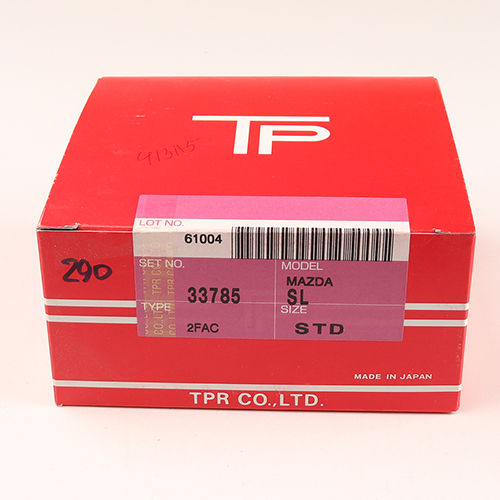 TP
913A5
LOT NO.
61004
290
SET NO.
33785
MODEL
MAZDA
SL
TYPE
2FAC
SIZE
STD
MADE IN JAPAN
TPR CO.,LTD.